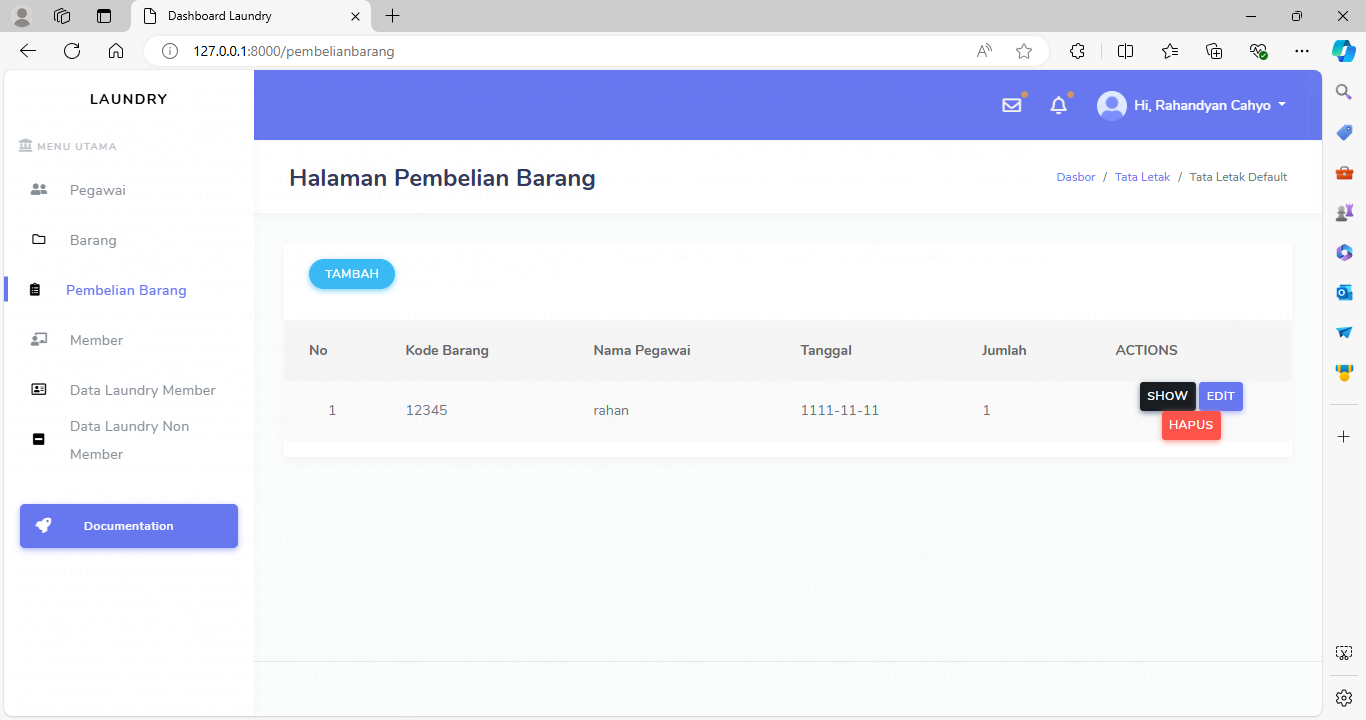 Dashboard Laundry
127.0.0.1:8000/pembelianbarang
LAUNDRY
MENU UTAMA
Pegawai
Barang
Pembelian Barang
Member
Data Laundry Member
Data Laundry Non
Member
Documentation
Hi, Rahandyan Cahyo
Halaman Pembelian Barang
Dasbor / Tata Letak / Tata Letak Default
TAMBAH
No Kode Barang Nama Pegawai Tanggal Jumlah ACTIONS
1 12345 rahan 1111-11-11 1 SHOW EDIT
HAPUS